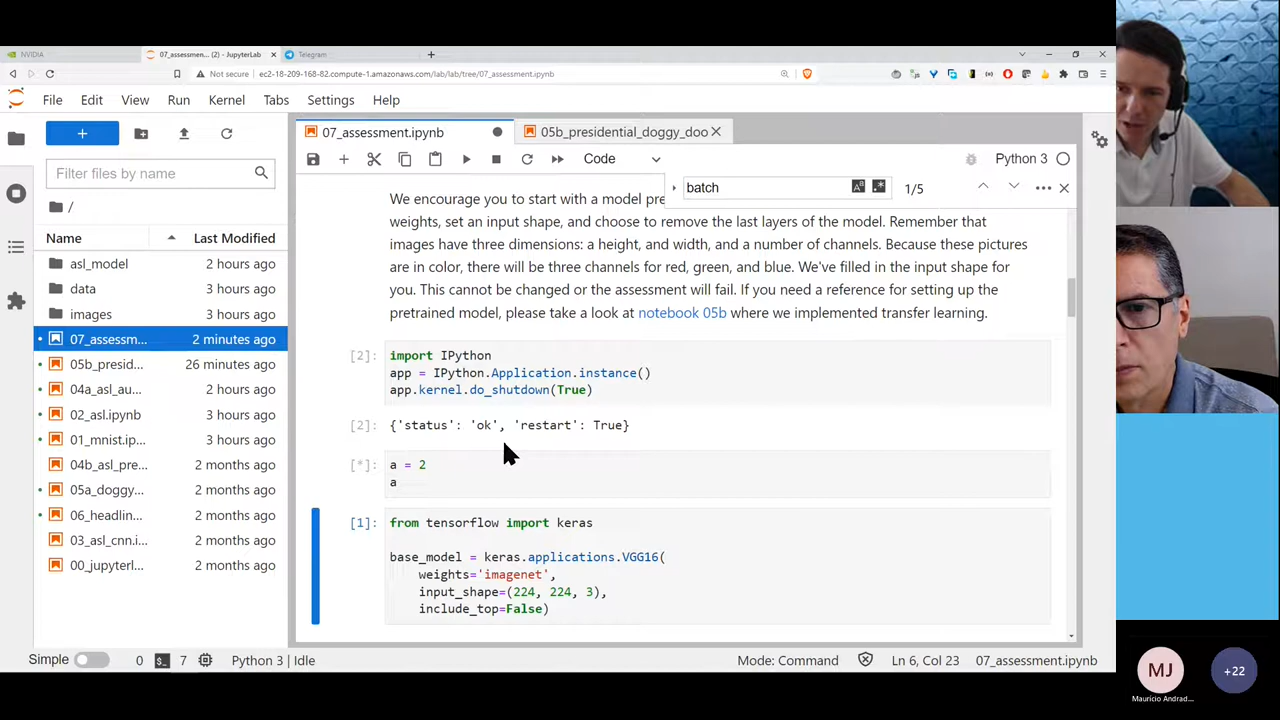 NVIDIA
07_assessmen... (2) - JupyterLab
Telegram
Not secure
ec2-18-209-168-82.compute-1.amazonaws.com/lab/lab/tree/07_assessment.ipynb
File Edit View Run Kernel Tabs Settings Help
07_assessment.ipynb
05b_presidential_doggy_doo
Code
Python 3
Filter files by name
batch
1/5
/
Name
Last Modified
asl_model 2 hours ago
data 3 hours ago
images 3 hours ago
07_assessm... 2 minutes ago
05b_presid... 26 minutes ago
04a_asl_au... 2 hours ago
02_asl.ipynb 3 hours ago
01_mnist.ip... 3 hours ago
04b_asl_pre... 2 months ago
05a_doggy... 2 months ago
06_headlin... 2 months ago
03_asl_cnn.i... 2 months ago
00_jupyterl... 2 months ago
We encourage you to start with a model pre
weights, set an input shape, and choose to remove the last layers of the model. Remember that
images have three dimensions: a height, and width, and a number of channels. Because these pictures
are in color, there will be three channels for red, green, and blue. We've filled in the input shape for
you. This cannot be changed or the assessment will fail. If you need a reference for setting up the
pretrained model, please take a look at notebook 05b where we implemented transfer learning.
[2]: import IPython
app = IPython.Application.instance()
app.kernel.do_shutdown(True)
[2]: {'status': 'ok', 'restart': True}
[*]: a = 2
a
[1]: from tensorflow import keras
base_model = keras.applications.VGG16(
weights='imagenet',
input_shape=(224, 224, 3),
include_top=False)
Simple 0 7 Python 3 | Idle
Mode: Command
Ln 6, Col 23
07_assessment.ipynb
MJ
Mauricio Andrad...
+22